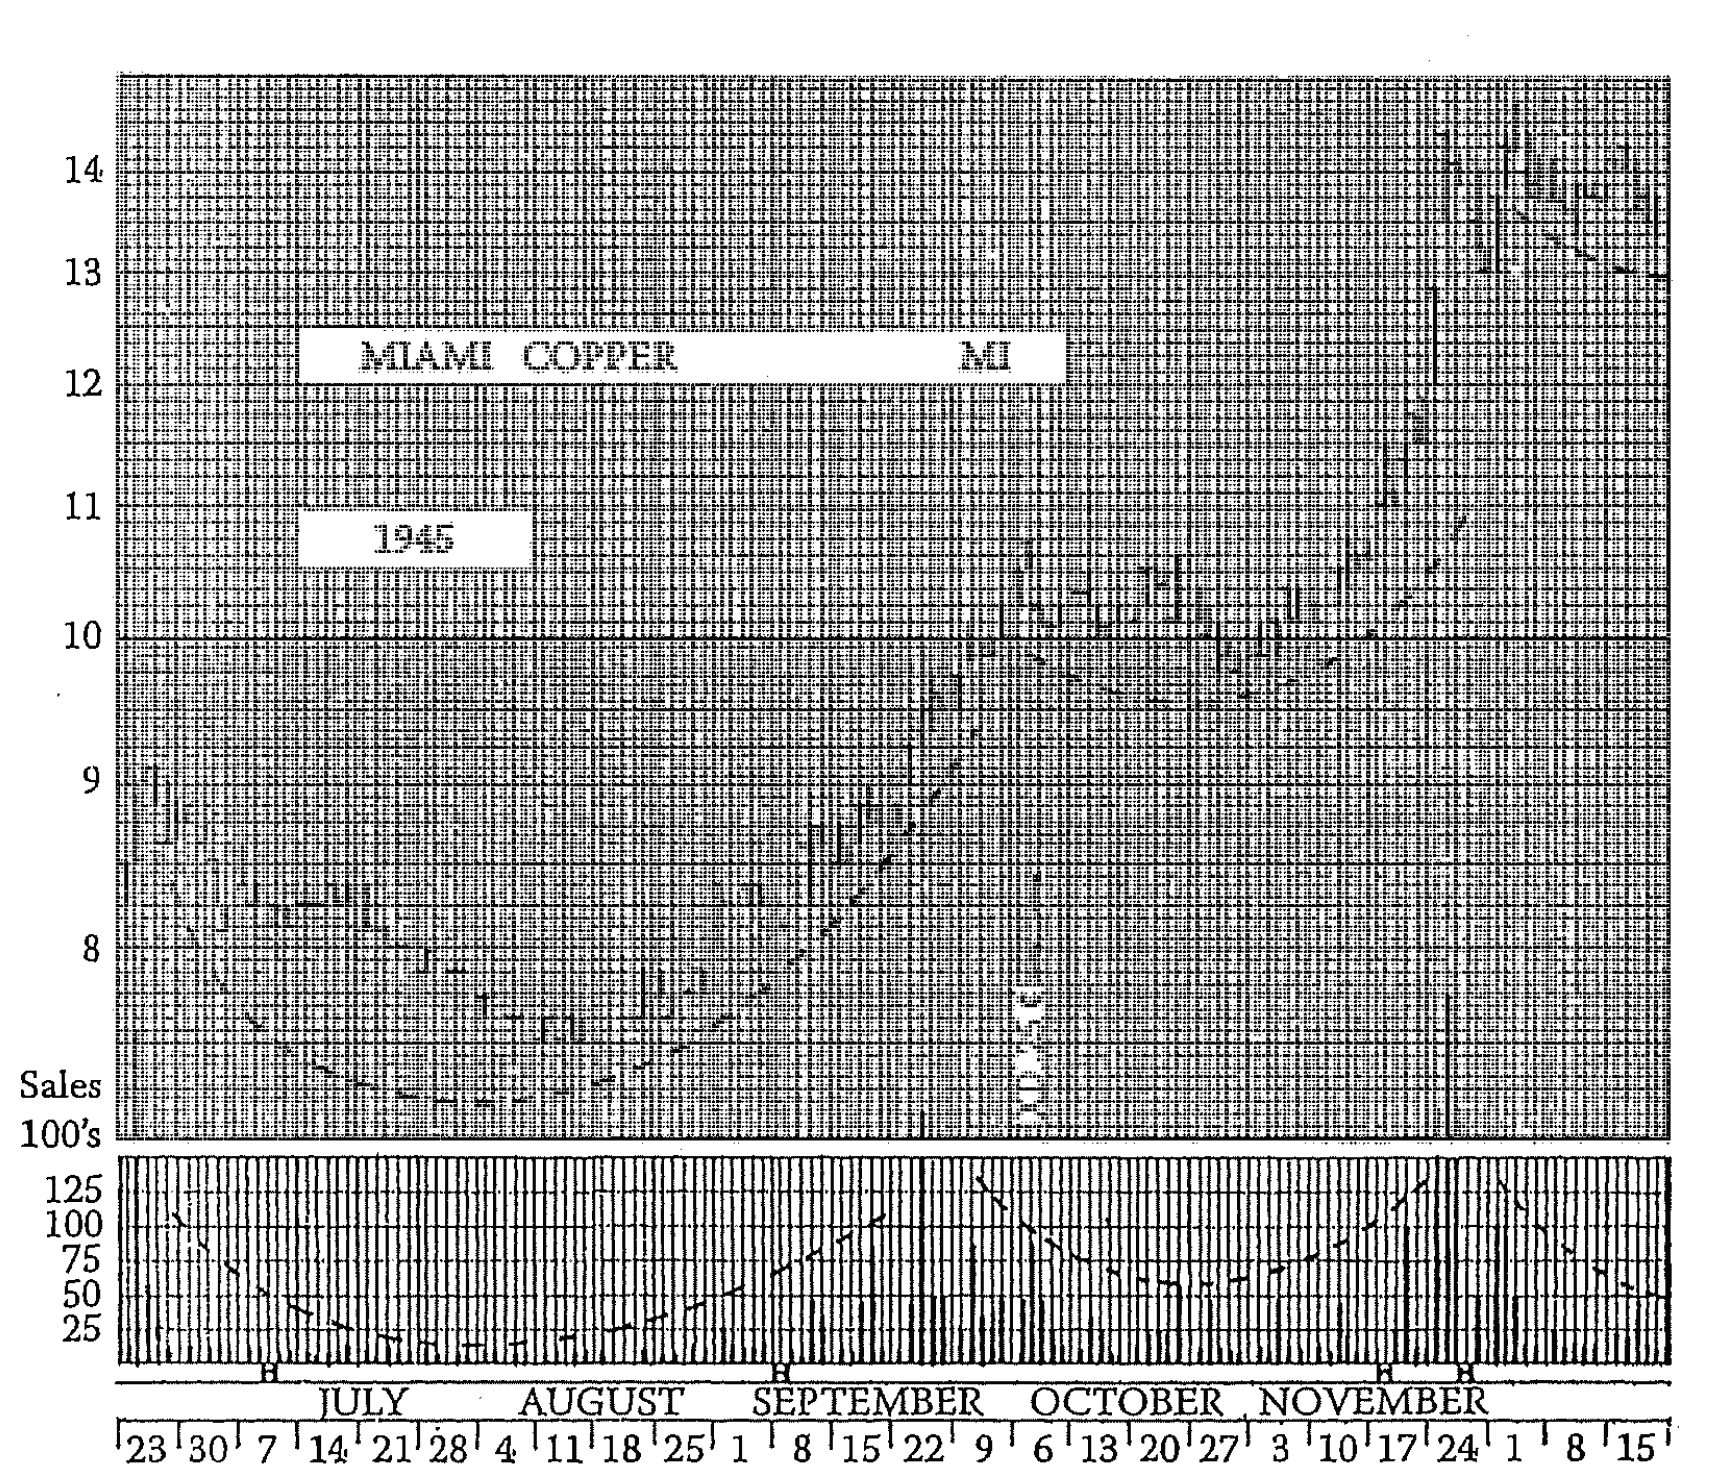 14
13
MIAMI COPPER MI
12
11
1945
10
9
8
Sales
100's
125
100
75
50
25
H H H H
JULY AUGUST SEPTEMBER OCTOBER NOVEMBER
23 30 7 14 21 28 4 11 18 25 1 8 15 22 9 6 13 20 27 3 10 17 24 1 8 15